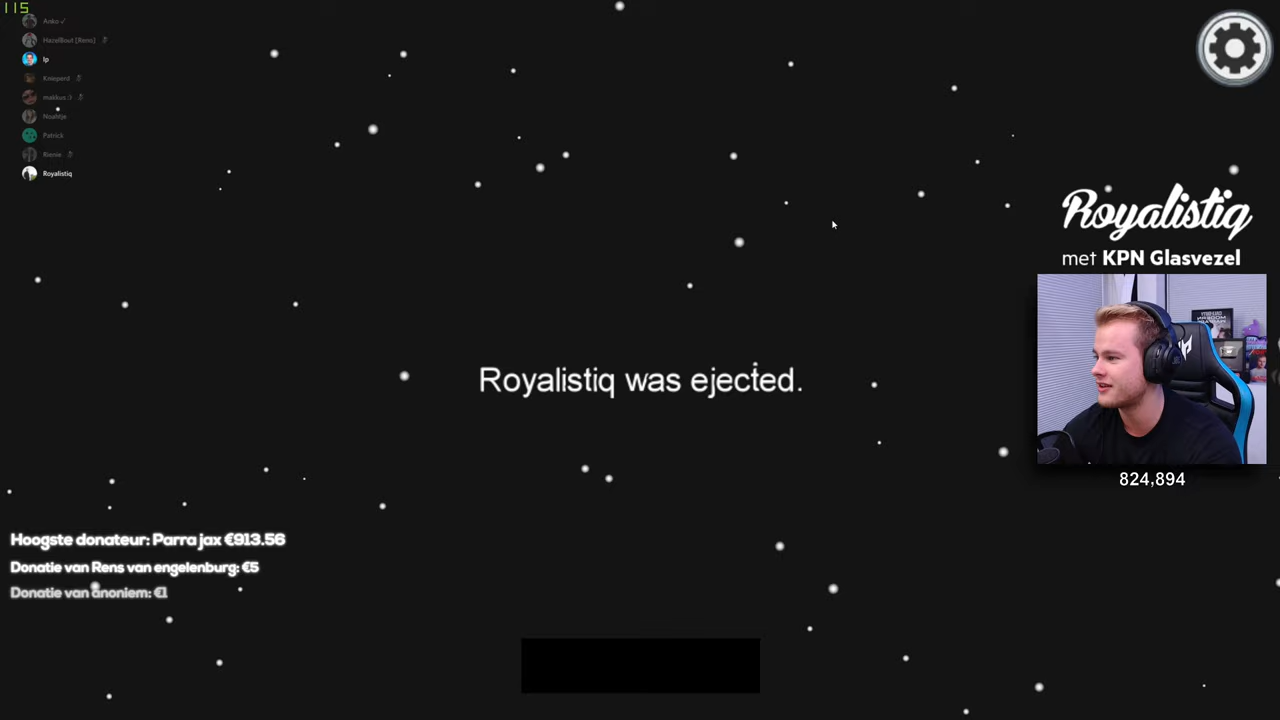 115
Anko ✓
HazelBout [Rens]
lp
Knieperd
makkus :)
Noahtje
Patrick
Rienie
Royalistiq
Royalistiq
met KPN Glasvezel
Royalistiq was ejected.
824,894
Hoogste donateur: Parra jax €913.56
Donatie van Rens van engelenburg: €5
Donatie van anoniem: €1